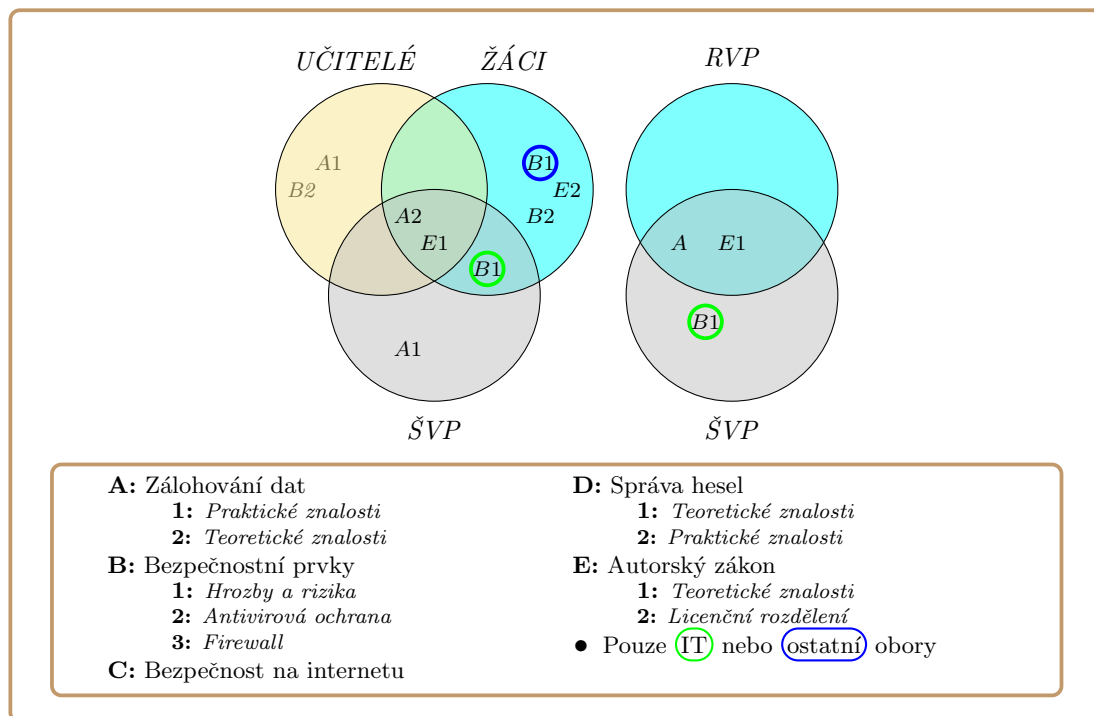 UČITELÉ
ŽÁCI
RVP
A1
B2
B1
E2
B2
A2
E1
B1
A1
A
E1
B1
ŠVP
ŠVP
A: Zálohování dat
1: Praktické znalosti
2: Teoretické znalosti
B: Bezpečnostní prvky
1: Hrozby a rizika
2: Antivirová ochrana
3: Firewall
C: Bezpečnost na internetu
D: Správa hesel
1: Teoretické znalosti
2: Praktické znalosti
E: Autorský zákon
1: Teoretické znalosti
2: Licenční rozdělení
• Pouze IT nebo ostatní obory